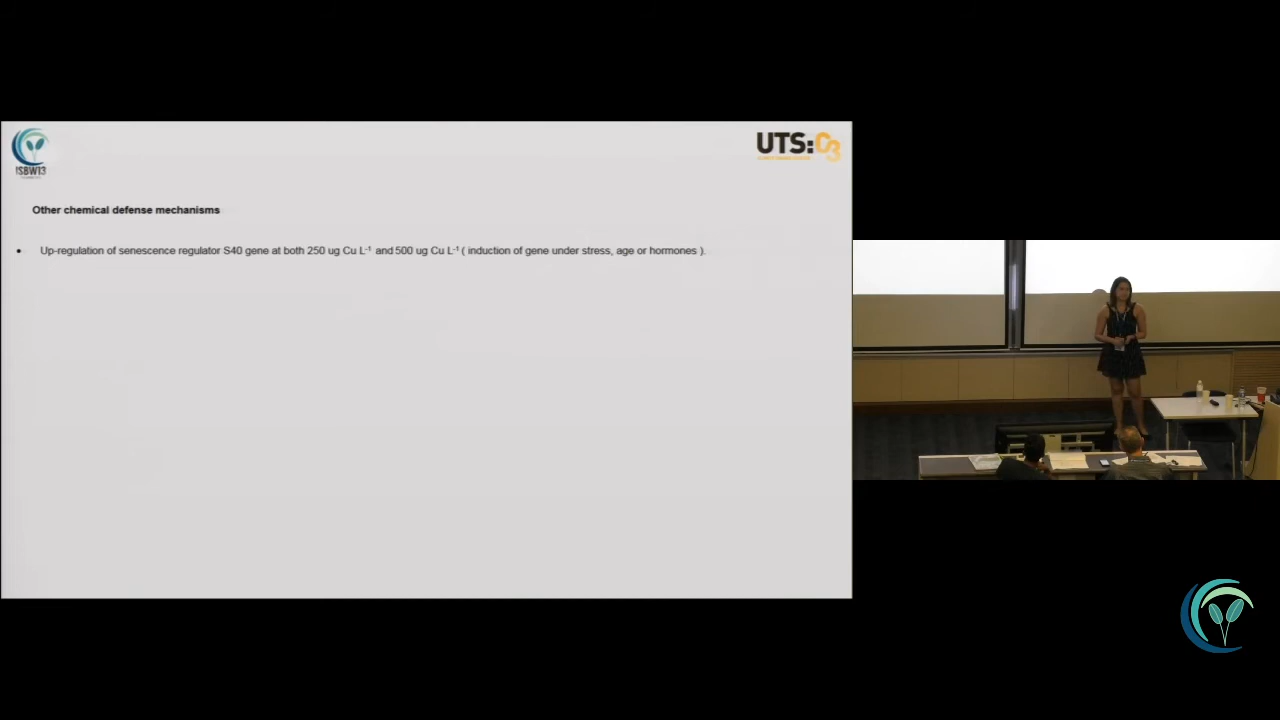 ISBW13
UTS:C3
Other chemical defense mechanisms
• Up-regulation of senescence regulator S40 gene at both 250 ug Cu L⁻¹ and 500 ug Cu L⁻¹ ( induction of gene under stress, age or hormones ).